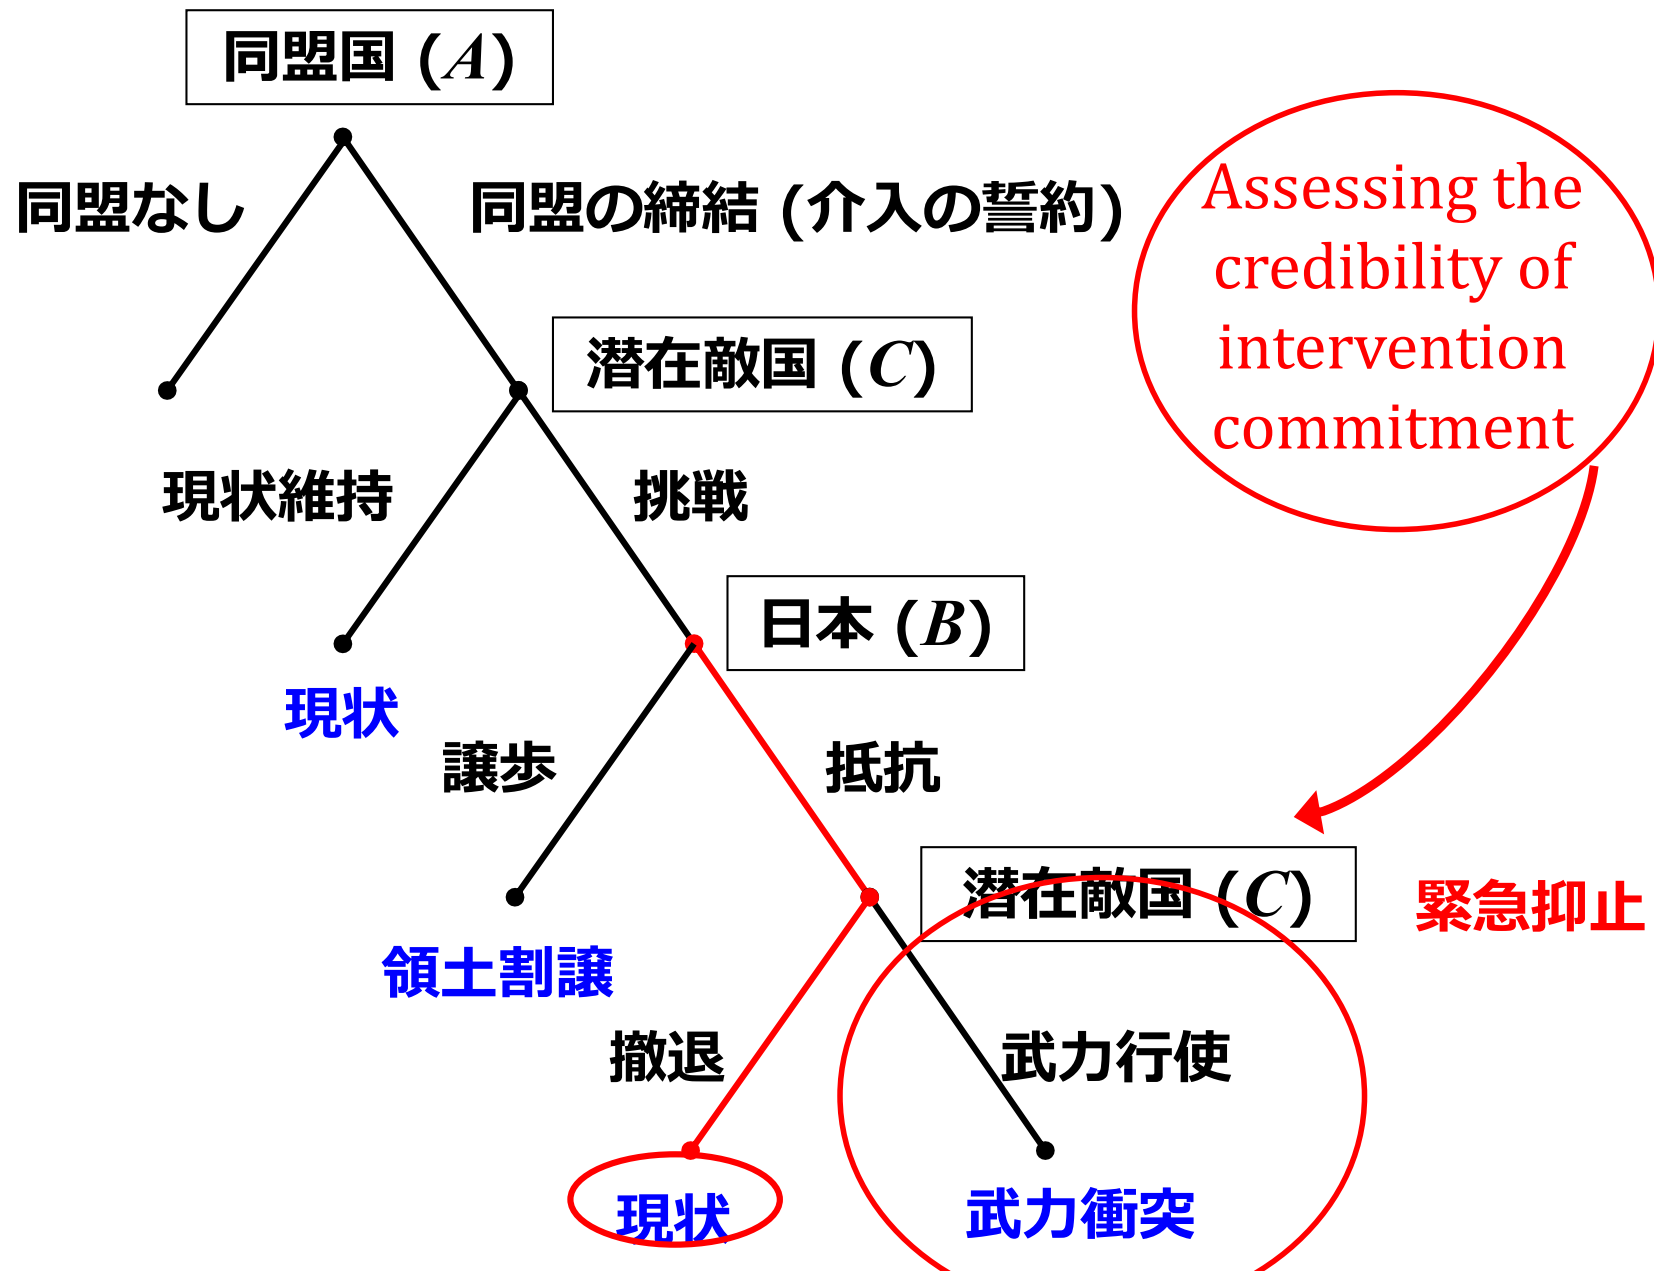 同盟国 (A)
同盟なし
同盟の締結 (介入の誓約)
Assessing the
credibility of
intervention
commitment
潜在敵国 (C)
現状維持
挑戦
日本 (B)
現状
譲歩
抵抗
潜在敵国 (C)
緊急抑止
領土割譲
撤退
武力行使
現状
武力衝突